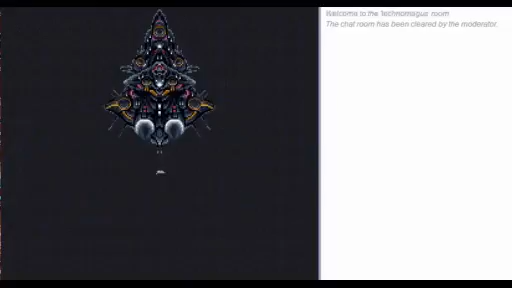 Welcome to the Technomagus room
The chat room has been cleared by the moderator.